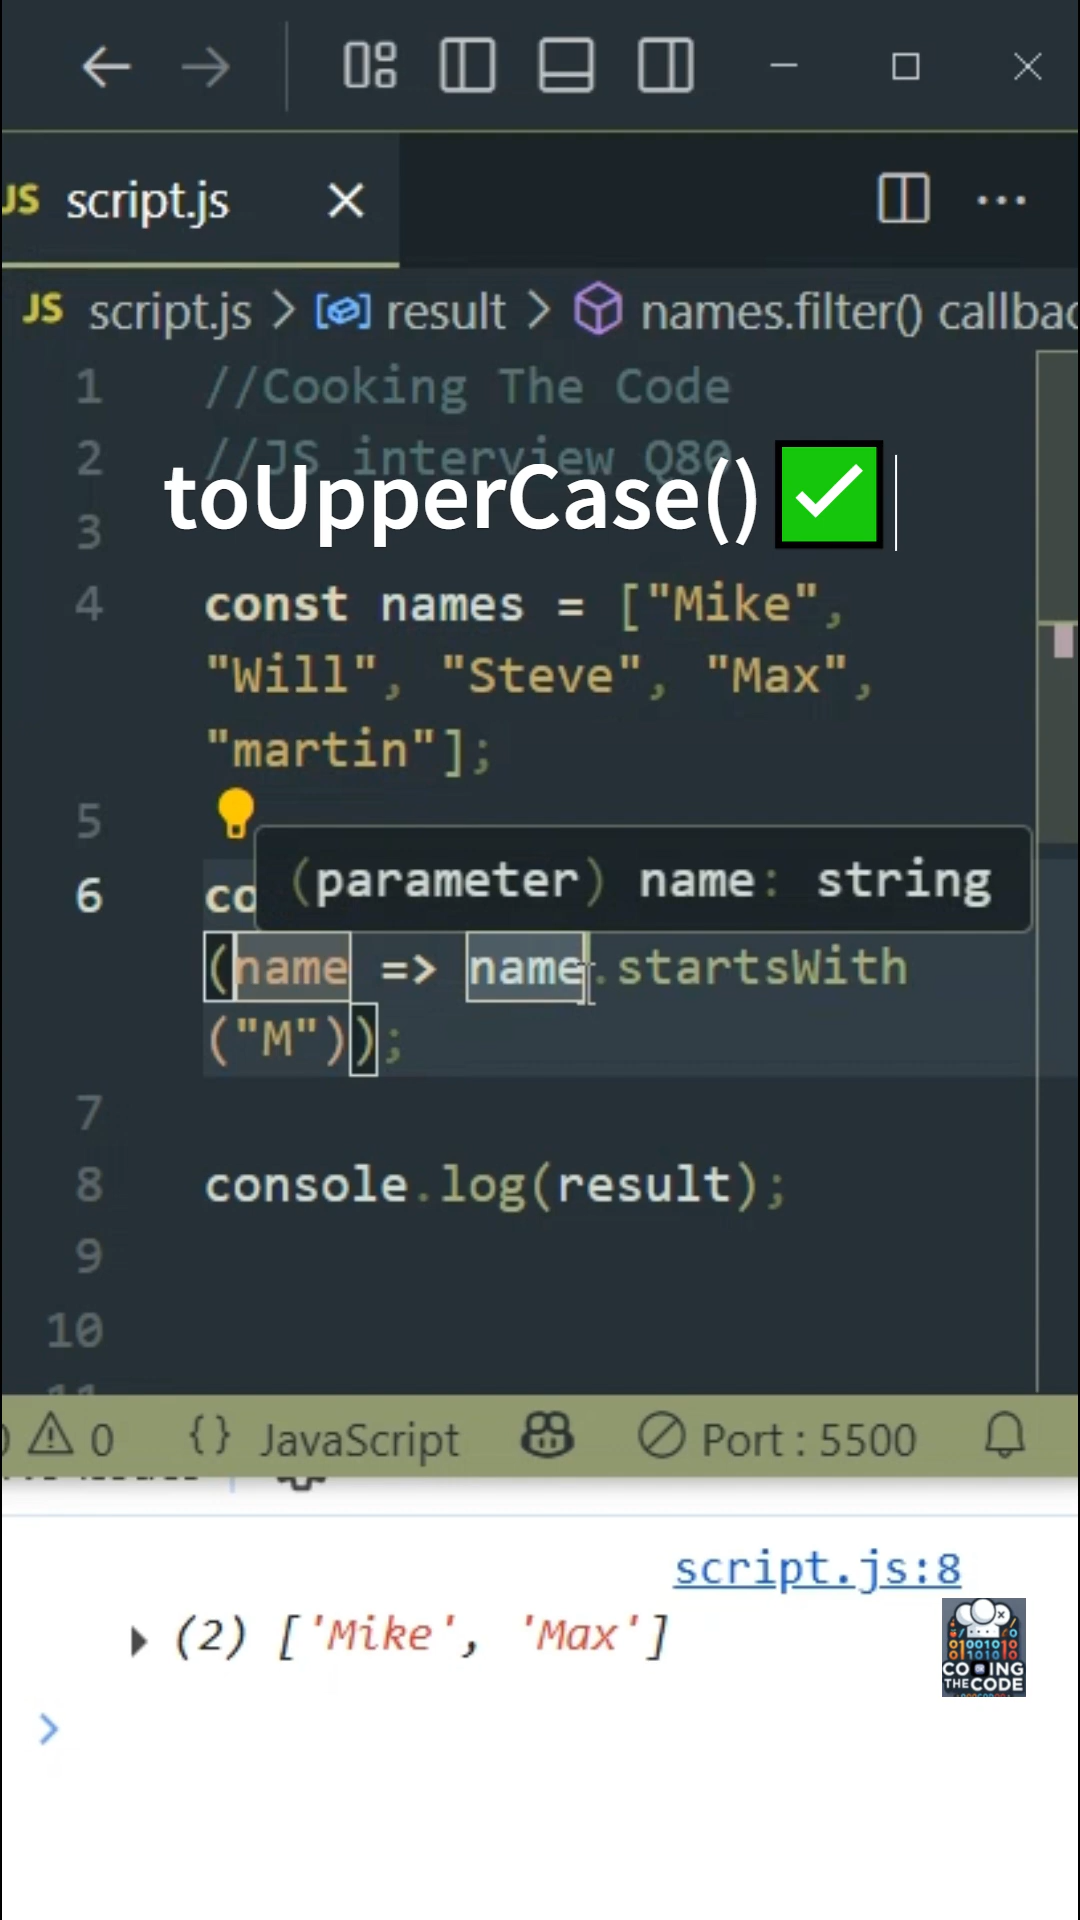 JS script.js
JS script.js > result > names.filter() callbac
1 //Cooking The Code
2 //JS interview Q80
toUpperCase() ✅
3
4 const names = ["Mike",
"Will", "Steve", "Max",
"martin"];
5
(parameter) name: string
6 co
(name => name.startsWith
("M"));
7
8 console.log(result);
9
10
11
0 {} JavaScript Port : 5500
script.js:8
(2) ['Mike', 'Max']
THE CODE
>